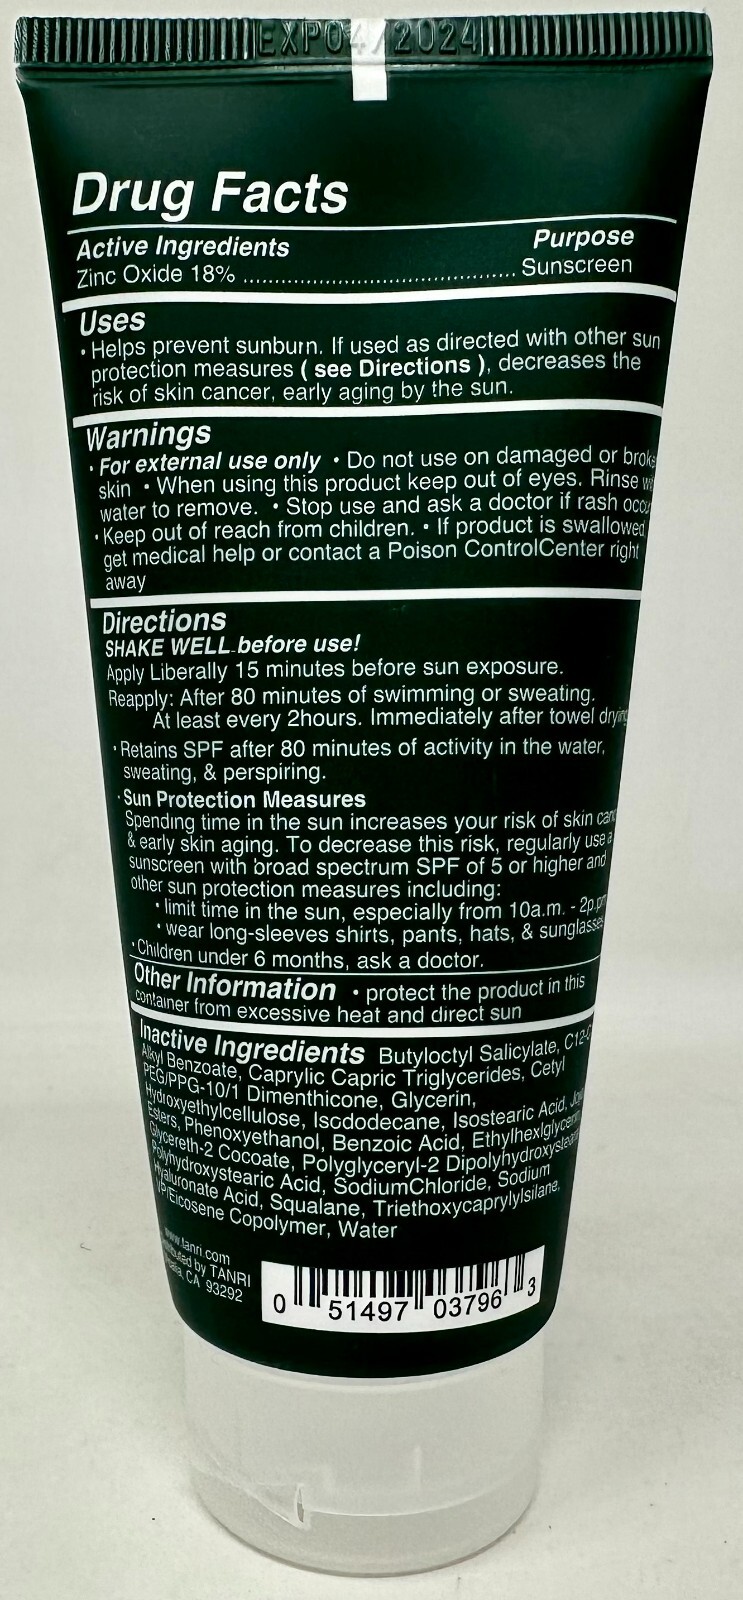 EXP04/2024
Drug Facts
Active Ingredients Purpose
Zinc Oxide 18% ........................................ Sunscreen
Uses
• Helps prevent sunburn. If used as directed with other sun
protection measures ( see Directions ), decreases the
risk of skin cancer, early aging by the sun.
Warnings
• For external use only • Do not use on damaged or
skin • When using this product keep out of eyes. Rinse
water to remove. • Stop use and ask a doctor if rash
• Keep out of reach from children. • If product is swallowed,
get medical help or contact a Poison ControlCenter right
away
Directions
SHAKE WELL before use!
Apply Liberally 15 minutes before sun exposure.
Reapply: After 80 minutes of swimming or sweating.
At least every 2hours. Immediately after towel drying
• Retains SPF after 80 minutes of activity in the water,
sweating, & perspiring.
• Sun Protection Measures
Spending time in the sun increases your risk of skin
& early skin aging. To decrease this risk, regularly use a
sunscreen with broad spectrum SPF of 5 or higher and
other sun protection measures including:
• limit time in the sun, especially from 10a.m. - 2p.
• wear long-sleeves shirts, pants, hats, & sunglasses
• Children under 6 months, ask a doctor.
Other Information • protect the product in this
container from excessive heat and direct sun
Inactive Ingredients Butyloctyl Salicylate,
Alkyl Benzoate, Caprylic Capric Triglycerides, Cetyl
PEG/PPG-10/1 Dimenthicone, Glycerin,
Hydroxyethylcellulose, Iscdodecane, Isostearic Acid,
Esters, Phenoxyethanol, Benzoic Acid,
Glycereth-2 Cocoate, Polyglyceryl-2
Polyhydroxystearic Acid, SodiumChloride, Sodium
Hyaluronate Acid, Squalane, Triethoxycaprylylsilane,
VP/Eicosene Copolymer, Water
www.tanri.com
by TANRI
CA 93292
0 51497 03796 3